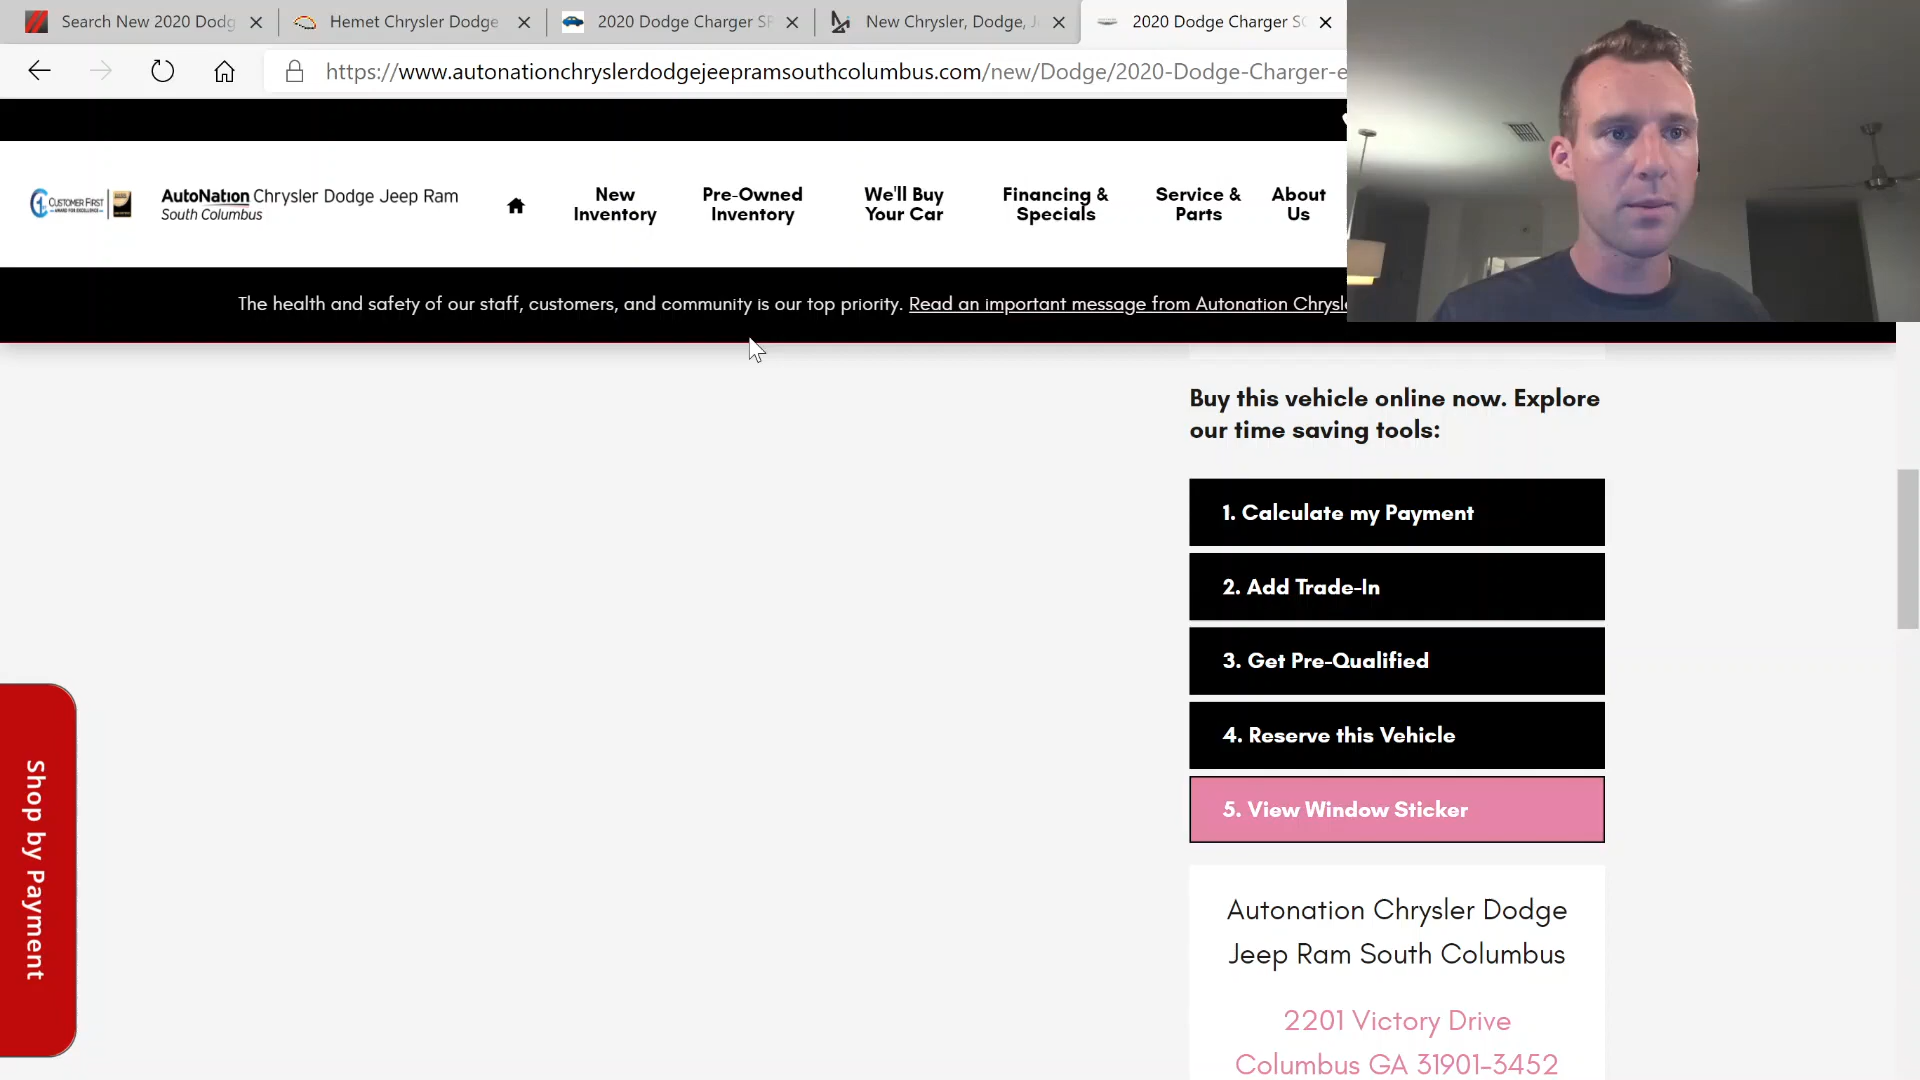 Search New 2020 Dodg
Hemet Chrysler Dodge
2020 Dodge Charger SR
New Chrysler, Dodge, J
2020 Dodge Charger SC
https://www.autonationchryslerdodgejeepramsouthcolumbus.com/new/Dodge/2020-Dodge-Charger-e
CUSTOMER FIRST
AutoNation Chrysler Dodge Jeep Ram
South Columbus
New
Inventory
Pre-Owned
Inventory
We'll Buy
Your Car
Financing &
Specials
Service &
Parts
About
Us
The health and safety of our staff, customers, and community is our top priority. Read an important message from Autonation Chrysle
Buy this vehicle online now. Explore
our time saving tools:
1. Calculate my Payment
2. Add Trade-In
3. Get Pre-Qualified
4. Reserve this Vehicle
5. View Window Sticker
Shop by Payment
Autonation Chrysler Dodge
Jeep Ram South Columbus
2201 Victory Drive
Columbus GA 31901-3452